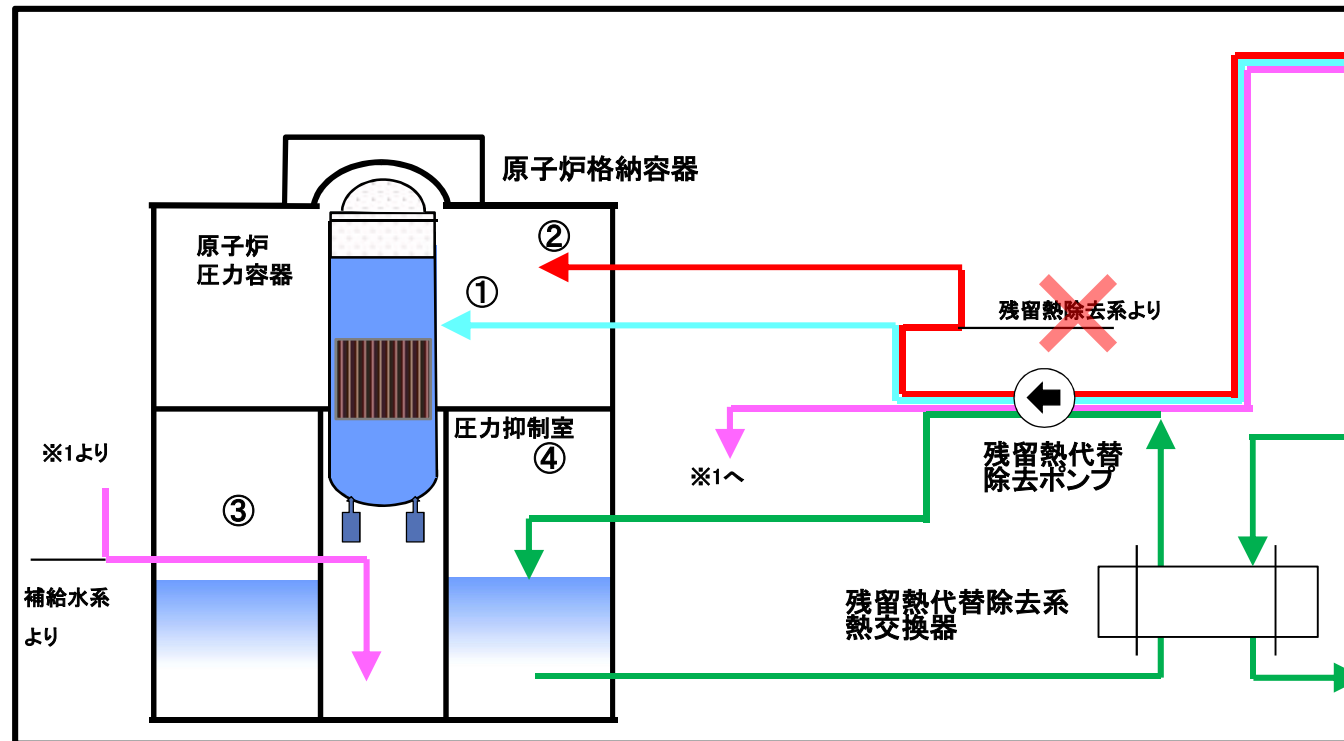 原子炉格納容器
原子炉
圧力容器
②
①
残留熱除去系より
圧力抑制室
④
※1より
③
※1へ
残留熱代替
除去ポンプ
補給水系
より
残留熱代替除去系
熱交換器